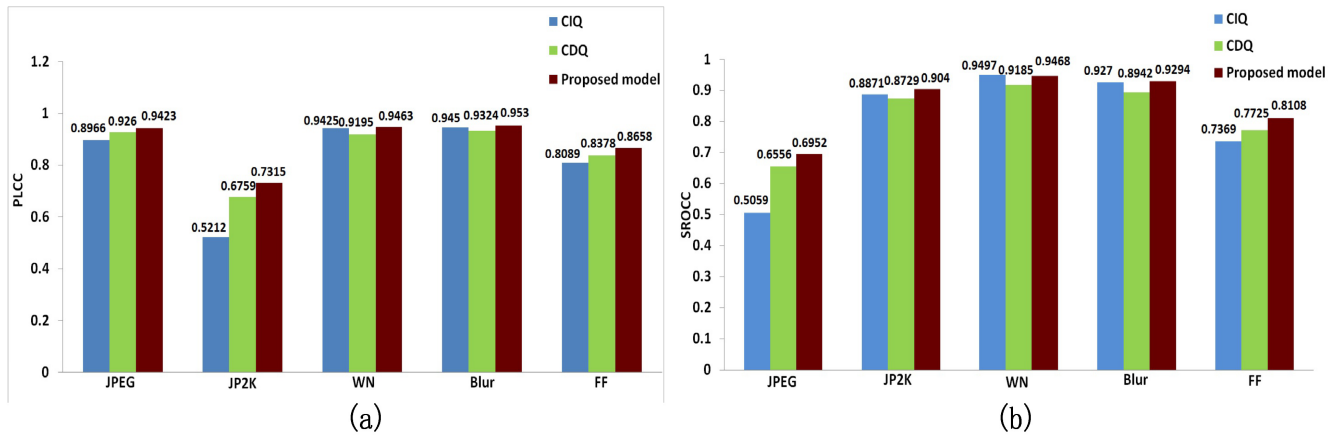 CIQ
CDQ
Proposed model
PLCC
1.2
1
0.8
0.6
0.4
0.2
0
0.8966 0.926 0.9423
0.5212 0.6759 0.7315
0.9425 0.9195 0.9463
0.945 0.9324 0.953
0.8089 0.8378 0.8658
JPEG JP2K WN Blur FF
(a)
CIQ
CDQ
Proposed model
SROCC
1
0.9
0.8
0.7
0.6
0.5
0.4
0.3
0.2
0.1
0
0.5059 0.6556 0.6952
0.8871 0.8729 0.904
0.9497 0.9185 0.9468
0.927 0.8942 0.9294
0.7369 0.7725 0.8108
JPEG JP2K WN Blur FF
(b)